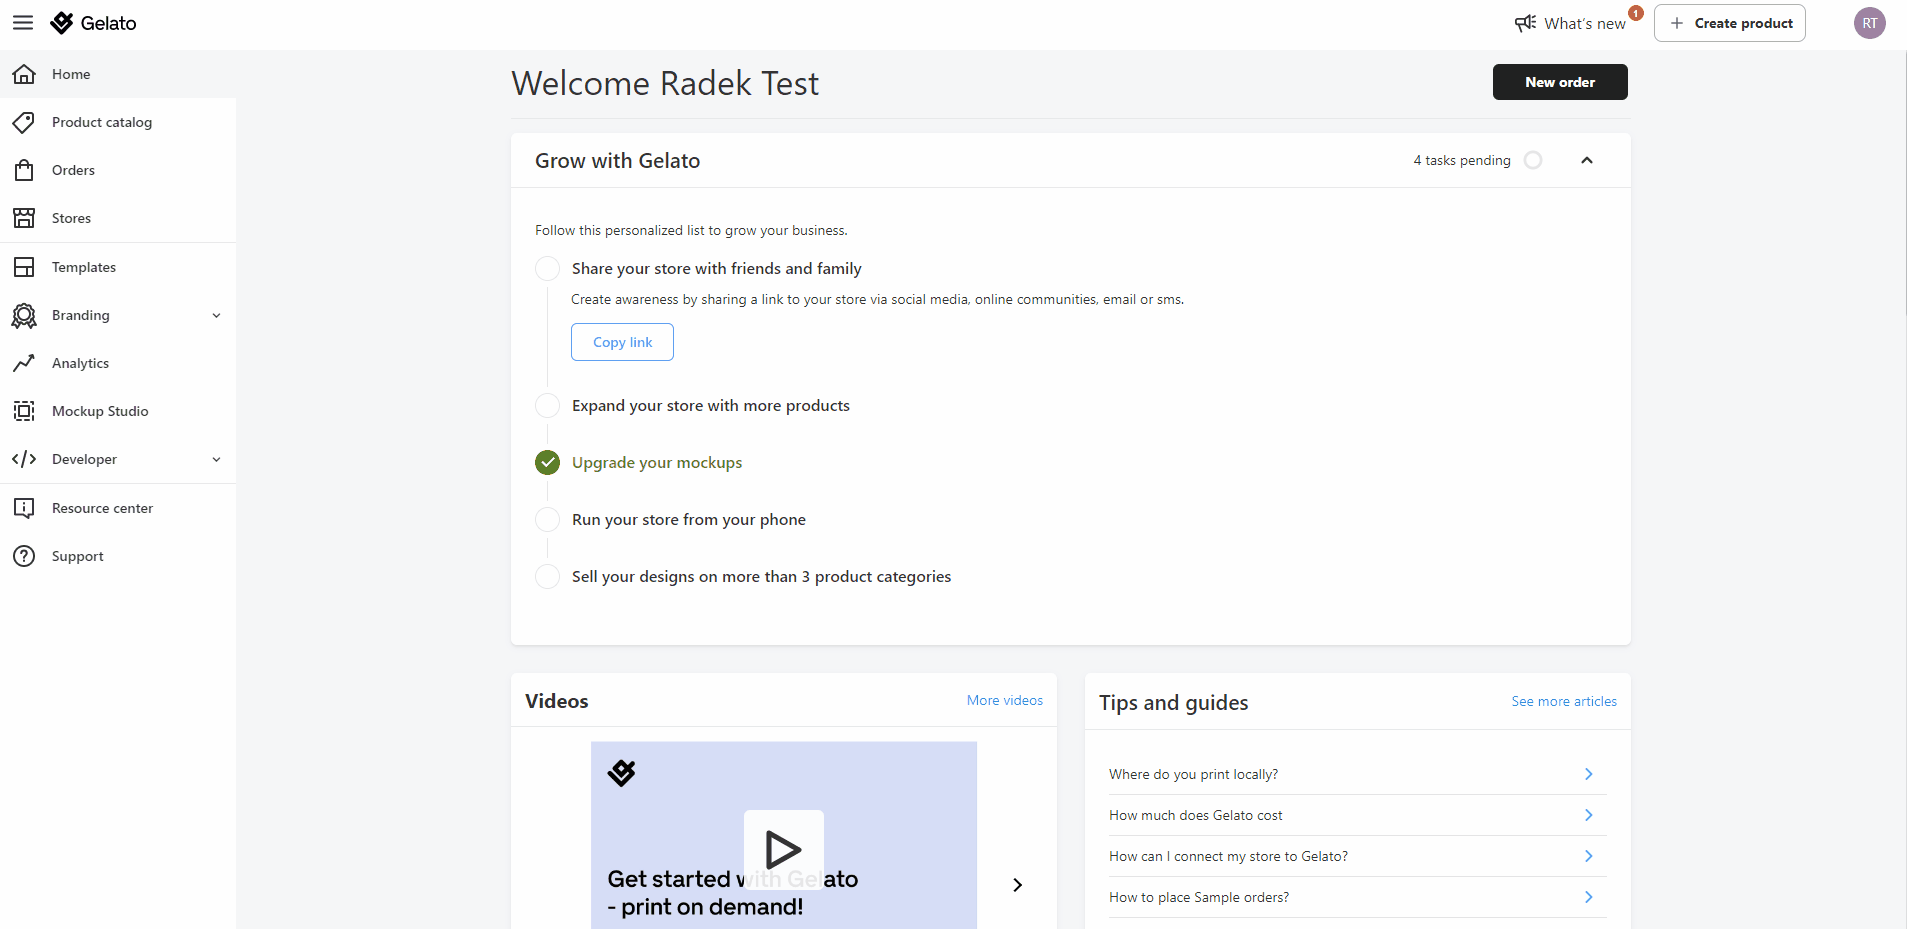 Gelato
What's new
1
Create product
RT
Home
Product catalog
Orders
Stores
Templates
Branding
Analytics
Mockup Studio
Developer
Resource center
Support
Welcome Radek Test
New order
Grow with Gelato
4 tasks pending
Follow this personalized list to grow your business.
Share your store with friends and family
Create awareness by sharing a link to your store via social media, online communities, email or sms.
Copy link
Expand your store with more products
Upgrade your mockups
Run your store from your phone
Sell your designs on more than 3 product categories
Videos
More videos
Get started with Gelato
- print on demand!
Tips and guides
See more articles
Where do you print locally?
How much does Gelato cost
How can I connect my store to Gelato?
How to place Sample orders?